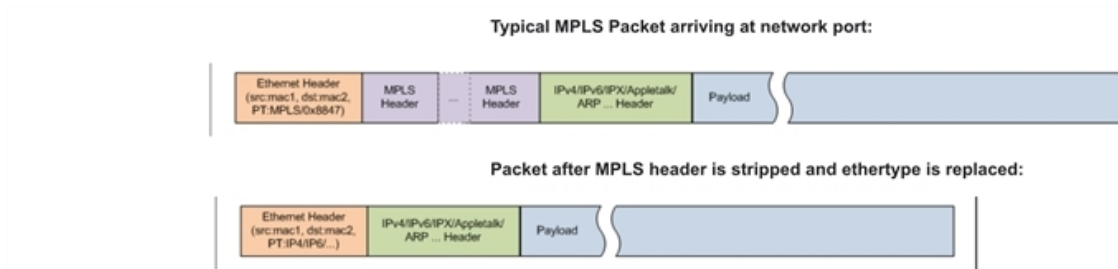 Typical MPLS Packet arriving at network port:
Ethernet Header
(src:mac1, dst:mac2,
PT:MPLS/0x8847)
MPLS
Header
...
MPLS
Header
IPv4/IPv6/IPX/Appletalk/
ARP ... Header
Payload
Packet after MPLS header is stripped and ethertype is replaced:
Ethernet Header
(src:mac1, dst:mac2,
PT:IP4/IP6/...)
IPv4/IPv6/IPX/Appletalk/
ARP ... Header
Payload